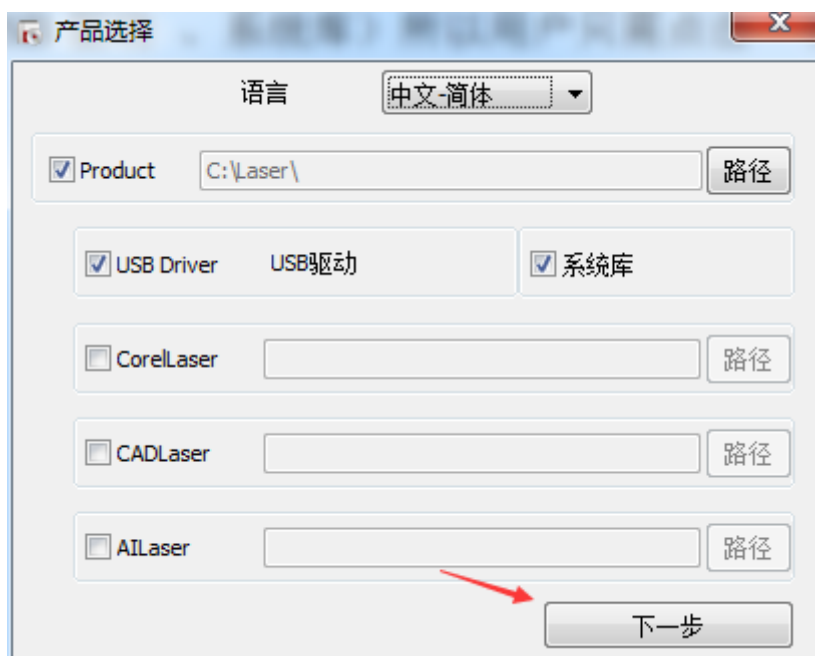 产品选择
语言 中文-简体
Product C:\Laser\ 路径
USB Driver USB驱动 系统库
CorelLaser 路径
CADLaser 路径
AILaser 路径
下一步